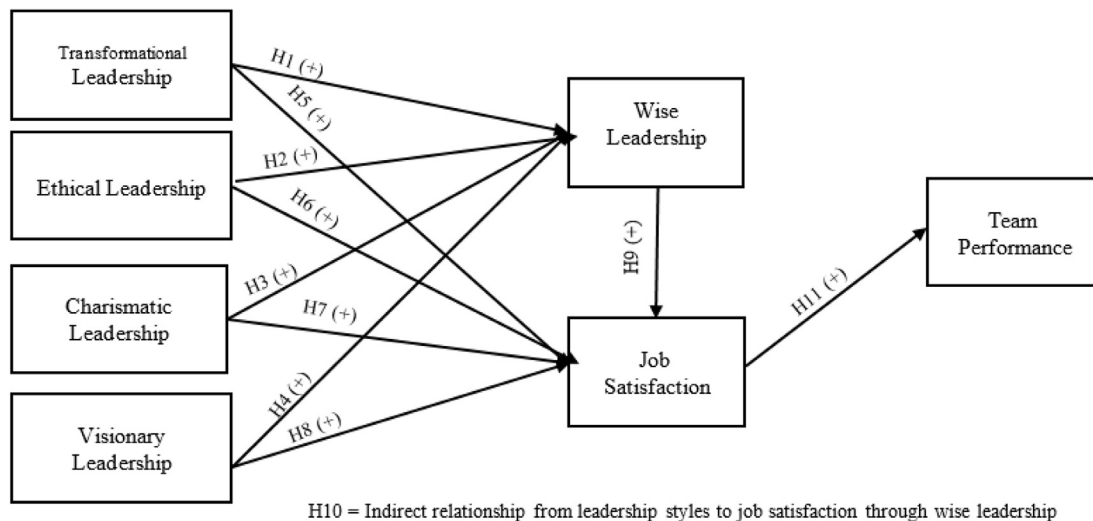 Transformational
Leadership
H1 (+)
H5 (+)
Wise
Leadership
Ethical Leadership
H2 (+)
H6 (+)
Team
Performance
H9 (+)
Charismatic
Leadership
H3 (+)
H7 (+)
H11 (+)
Job
Satisfaction
Visionary
Leadership
H4 (+)
H8 (+)
H10 = Indirect relationship from leadership styles to job satisfaction through wise leadership